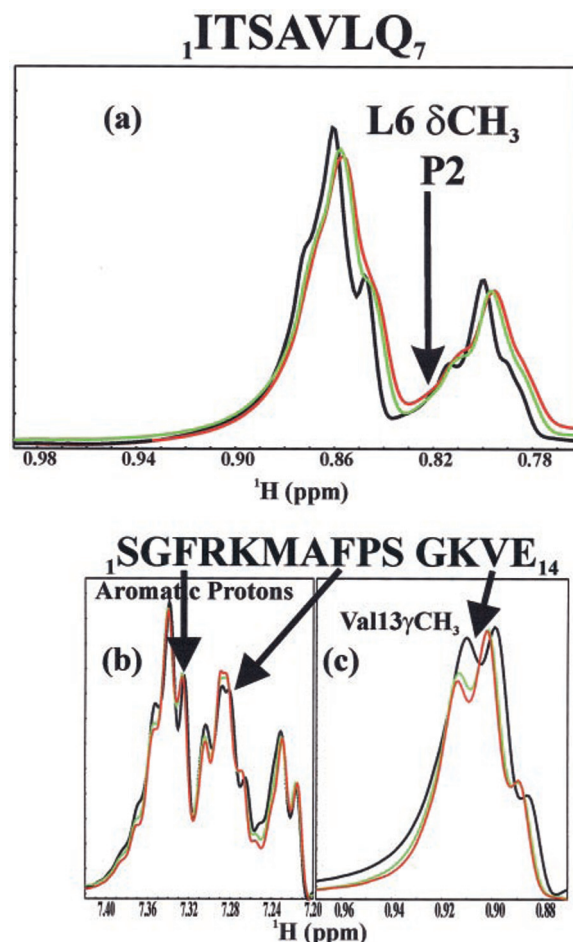 ₁ITSAVLQ₇
(a)
L6 δCH₃
P2
0.98 0.94 0.90 0.86 0.82 0.78
¹H (ppm)
₁SGFRKMAFPS GKVE₁₄
Aromatic Protons
(b)
Val13γCH₃
(c)
7.40 7.36 7.32 7.28 7.24 7.20
0.96 0.94 0.90 0.88
¹H (ppm)